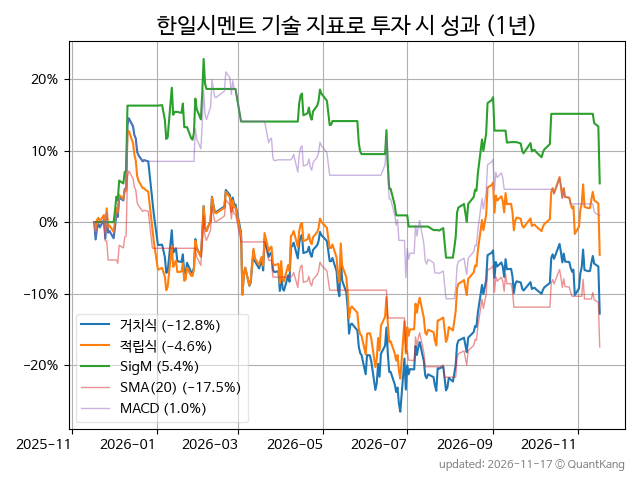 한일시멘트 기술 지표로 투자 시 성과 (1년)
20%
10%
0%
−10%
−20%
거치식 (−12.8%)
적립식 (−4.6%)
SigM (5.4%)
SMA(20) (−17.5%)
MACD (1.0%)
2025-11 2026-01 2026-03 2026-05 2026-07 2026-09 2026-11
updated: 2026-11-17 © QuantKang